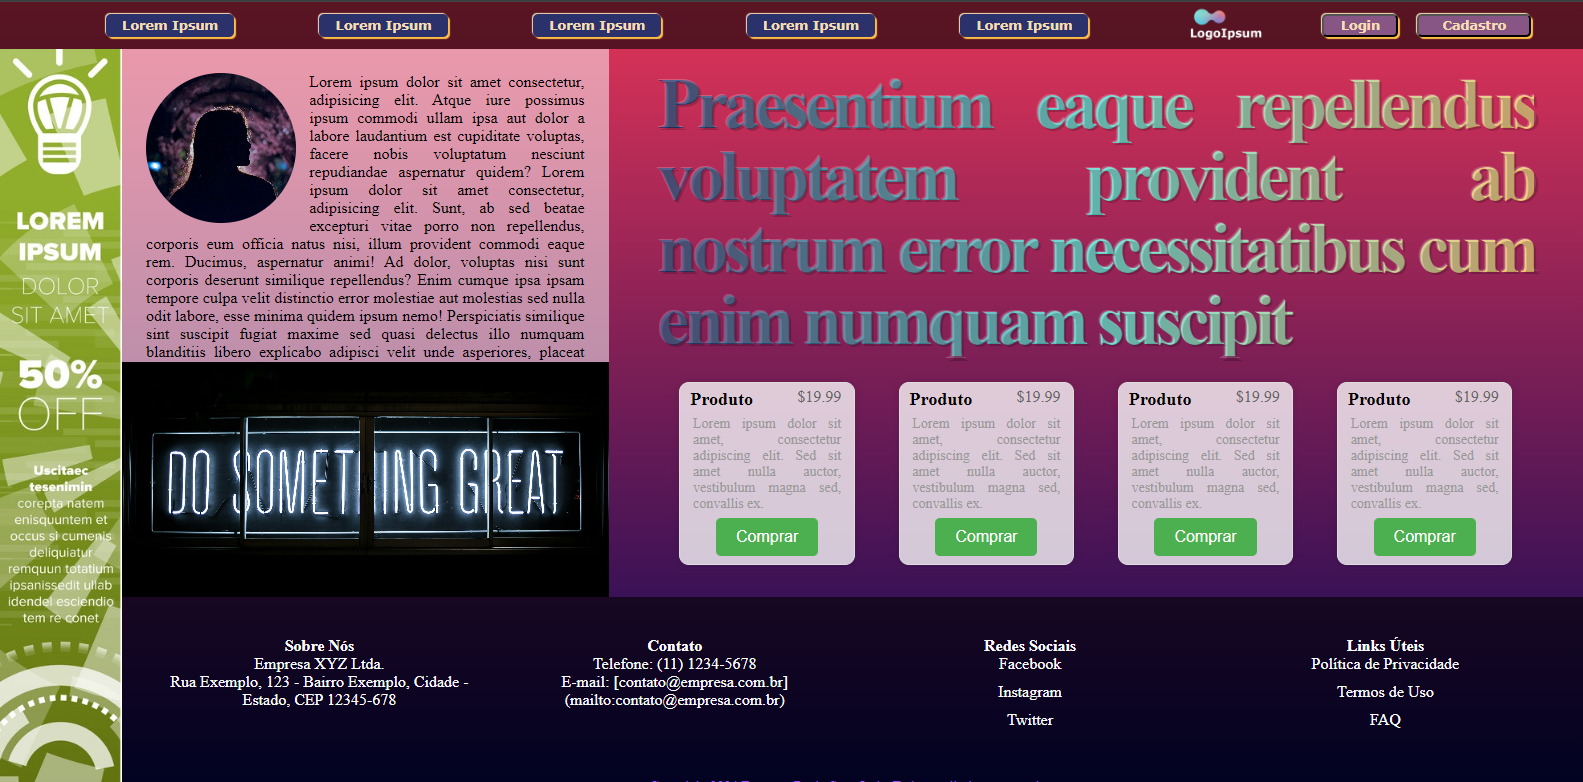 Lorem Ipsum
Lorem Ipsum
Lorem Ipsum
Lorem Ipsum
Lorem Ipsum
LogoIpsum
Login
Cadastro
LOREM
IPSUM
DOLOR
SIT AMET
50%
OFF
Uscitaec
tesenimin
corepta natem
enisquuntem et
occus si cumenis
deliquiatur
remquun totatium
ipsanissedit ullab
idendel esciendio
tem re conet
Lorem ipsum dolor sit amet consectetur,
adipisicing elit. Atque iure possimus
ipsum commodi ullam ipsa aut dolor a
labore laudantium est cupiditate voluptas,
facere nobis voluptatum nesciunt
repudiandae aspernatur quidem? Lorem
ipsum dolor sit amet consectetur,
adipisicing elit. Sunt, ab sed beatae
excepturi vitae porro non repellendus,
corporis eum officia natus nisi, illum provident commodi eaque
rem. Ducimus, aspernatur animi! Ad dolor, voluptas nisi sunt
corporis deserunt similique repellendus? Enim cumque ipsa ipsam
tempore culpa velit distinctio error molestiae aut molestias sed nulla
odit labore, esse minima quidem ipsum nemo! Perspiciatis similique
sint suscipit fugiat maxime sed quasi delectus illo numquam
blanditiis libero explicabo adipisci velit unde asperiores, placeat
DO SOMETHING GREAT
Praesentium eaque repellendus
voluptatem provident ab
nostrum error necessitatibus cum
enim numquam suscipit
Produto $19.99
Lorem ipsum dolor sit
amet, consectetur
adipiscing elit. Sed sit
amet nulla auctor,
vestibulum magna sed,
convallis ex.
Comprar
Produto $19.99
Lorem ipsum dolor sit
amet, consectetur
adipiscing elit. Sed sit
amet nulla auctor,
vestibulum magna sed,
convallis ex.
Comprar
Produto $19.99
Lorem ipsum dolor sit
amet, consectetur
adipiscing elit. Sed sit
amet nulla auctor,
vestibulum magna sed,
convallis ex.
Comprar
Produto $19.99
Lorem ipsum dolor sit
amet, consectetur
adipiscing elit. Sed sit
amet nulla auctor,
vestibulum magna sed,
convallis ex.
Comprar
Sobre Nós
Empresa XYZ Ltda.
Rua Exemplo, 123 - Bairro Exemplo, Cidade -
Estado, CEP 12345-678
Contato
Telefone: (11) 1234-5678
E-mail: [contato@empresa.com.br]
(mailto:contato@empresa.com.br)
Redes Sociais
Facebook
Instagram
Twitter
Links Úteis
Política de Privacidade
Termos de Uso
FAQ